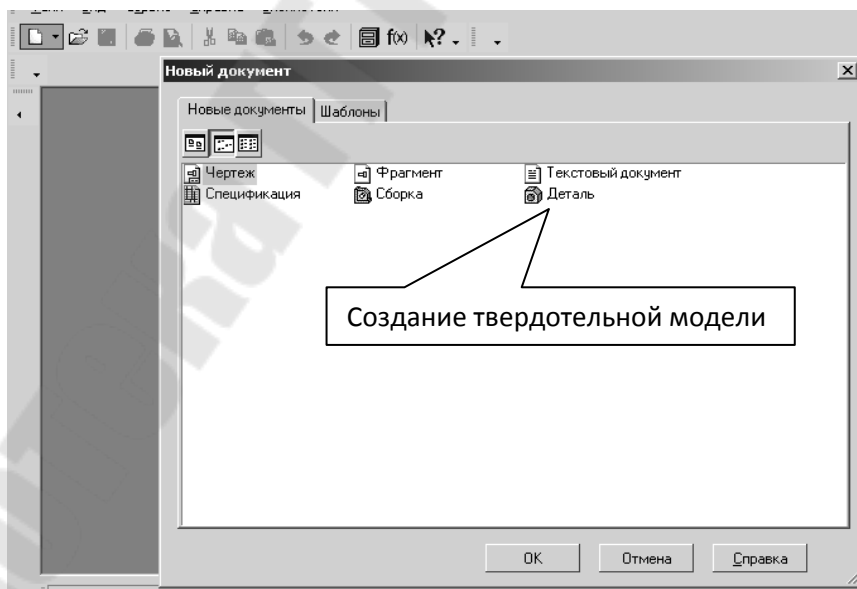 f(x)
Новый документ
Новые документы Шаблоны
Чертеж Фрагмент Текстовый документ
Спецификация Сборка Деталь
Создание твердотельной модели
OK Отмена Справка